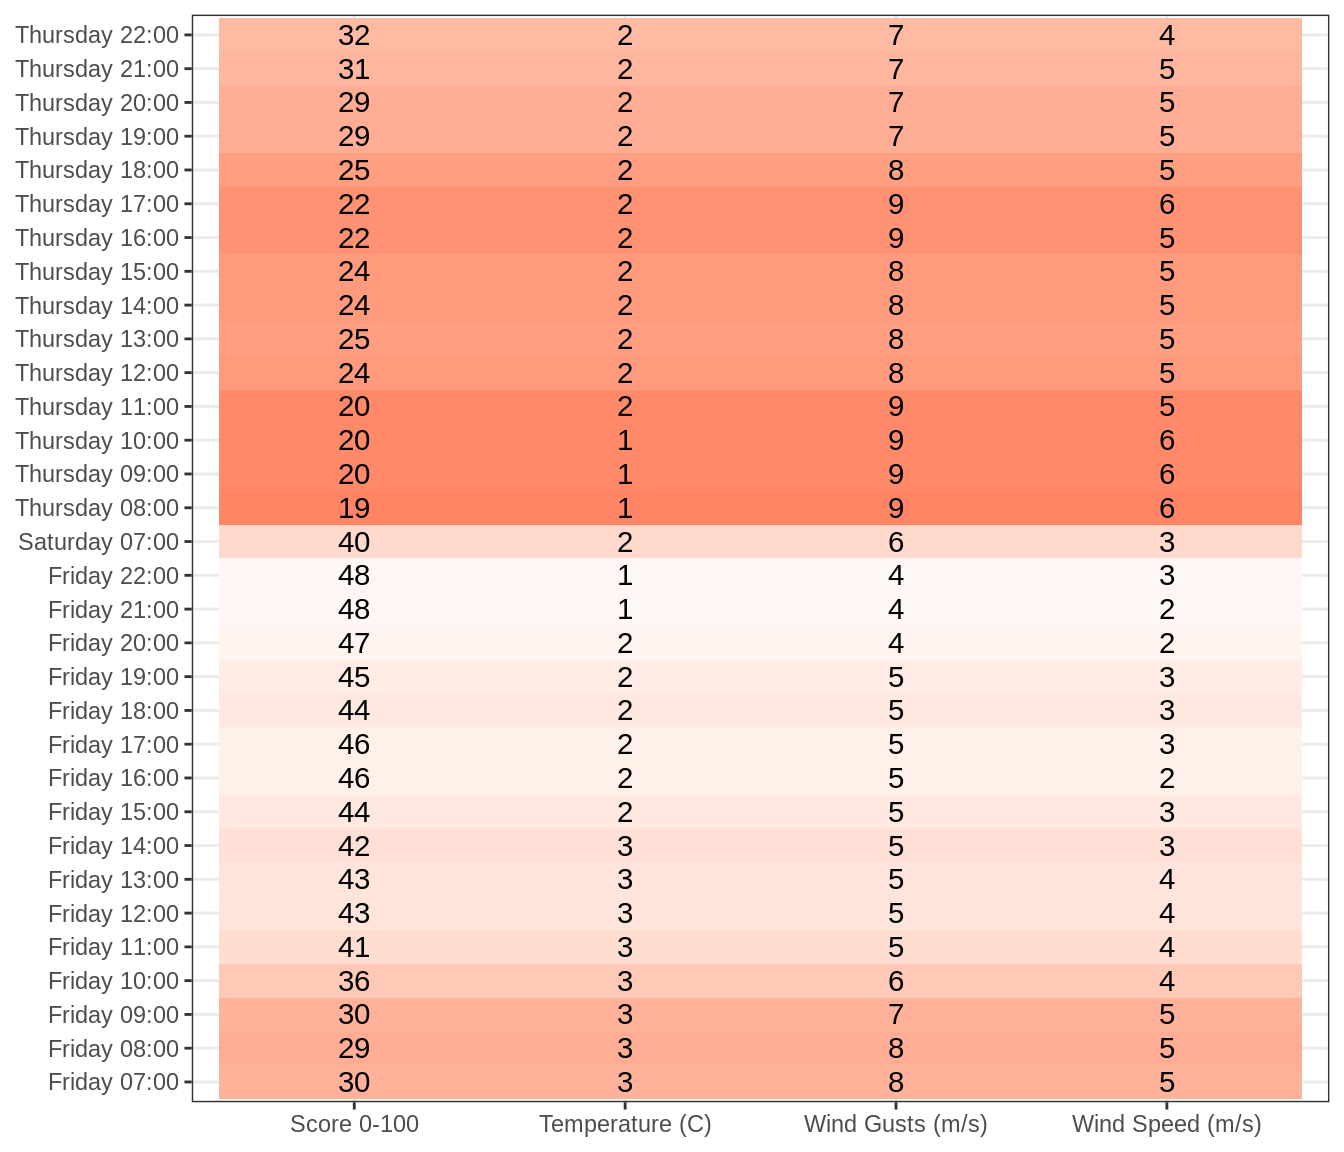 Thursday 22:00 32 2 7 4
Thursday 21:00 31 2 7 5
Thursday 20:00 29 2 7 5
Thursday 19:00 29 2 7 5
Thursday 18:00 25 2 8 5
Thursday 17:00 22 2 9 6
Thursday 16:00 22 2 9 5
Thursday 15:00 24 2 8 5
Thursday 14:00 24 2 8 5
Thursday 13:00 25 2 8 5
Thursday 12:00 24 2 8 5
Thursday 11:00 20 2 9 5
Thursday 10:00 20 1 9 6
Thursday 09:00 20 1 9 6
Thursday 08:00 19 1 9 6
Saturday 07:00 40 2 6 3
Friday 22:00 48 1 4 3
Friday 21:00 48 1 4 2
Friday 20:00 47 2 4 2
Friday 19:00 45 2 5 3
Friday 18:00 44 2 5 3
Friday 17:00 46 2 5 3
Friday 16:00 46 2 5 2
Friday 15:00 44 2 5 3
Friday 14:00 42 3 5 3
Friday 13:00 43 3 5 4
Friday 12:00 43 3 5 4
Friday 11:00 41 3 5 4
Friday 10:00 36 3 6 4
Friday 09:00 30 3 7 5
Friday 08:00 29 3 8 5
Friday 07:00 30 3 8 5
Score 0-100 Temperature (C) Wind Gusts (m/s) Wind Speed (m/s)